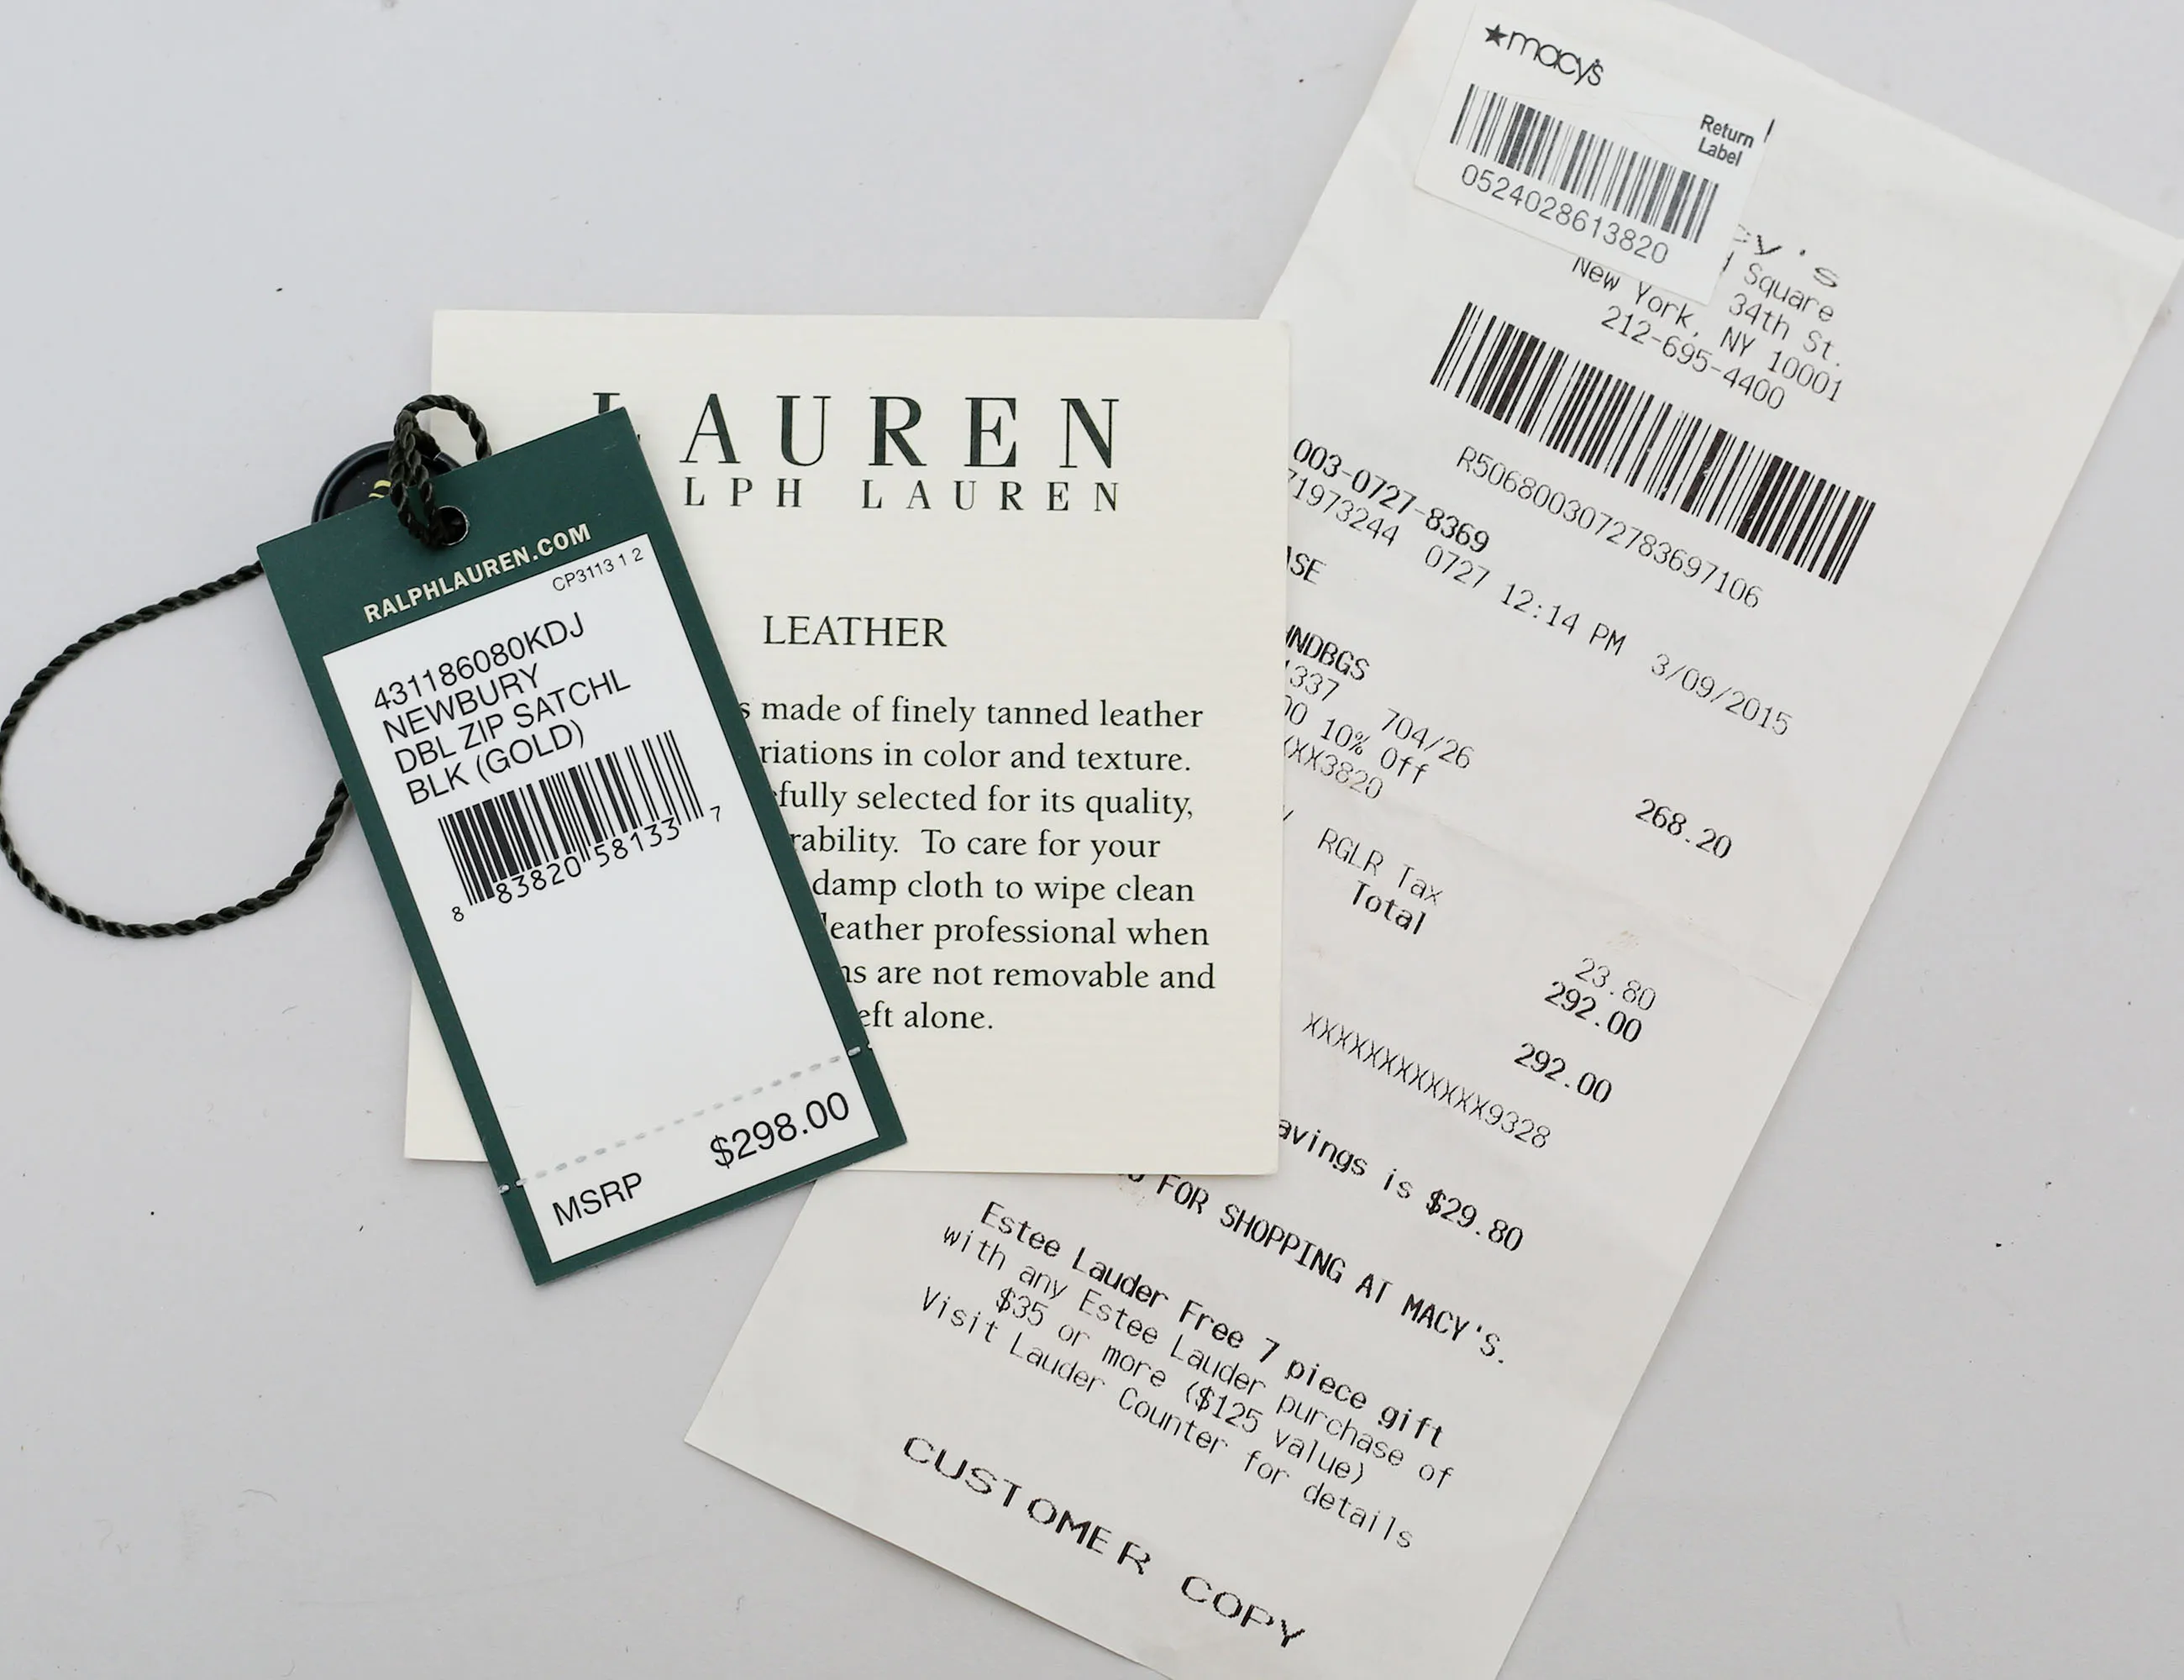 RALPHLAUREN.COM
CP3113 1 2
431186080KDJ
NEWBURY
DBL ZIP SATCHL
BLK (GOLD)
8 83820 58133 7
MSRP $298.00
LAUREN
LPH LAUREN
LEATHER
s made of finely tanned leather
riations in color and texture.
efully selected for its quality,
rability. To care for your
damp cloth to wipe clean
leather professional when
ns are not removable and
eft alone.
★macy's
Return
Label
0524028613820
cy's
Square
34th St.
New York, NY 10001
212-695-4400
R5068003072783697106
003-0727-8369
71973244 0727 12:14 PM 3/09/2015
ASE
HNDBGS
1337 704/26
00 10% Off 268.20
XXX3820
RGLR Tax 23.80
Total 292.00
292.00
XXXXXXXXXXXX9328
avings is $29.80
FOR SHOPPING AT MACY'S.
Estee Lauder Free 7 piece gift
with any Estee Lauder purchase of
$35 or more ($125 value)
Visit Lauder Counter for details
CUSTOMER COPY